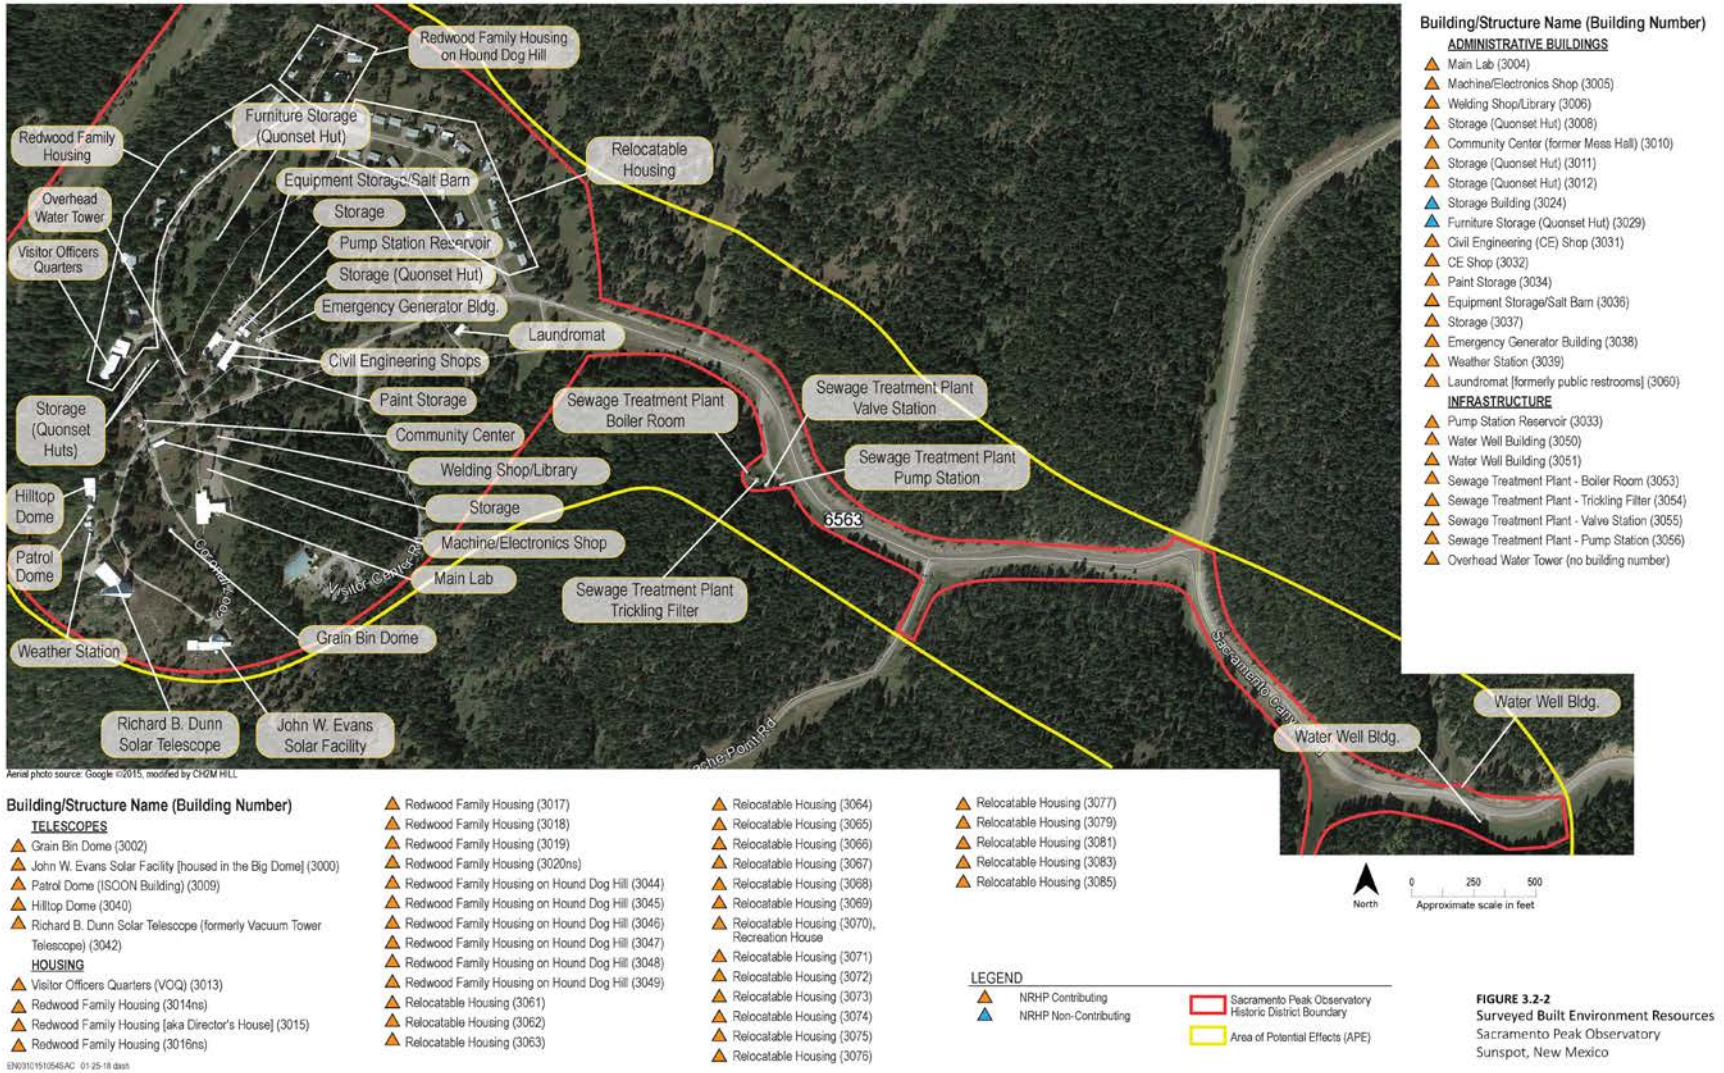 Redwood Family Housing
on Hound Dog Hill
Furniture Storage
(Quonset Hut)
Redwood Family
Housing
Relocatable
Housing
Equipment Storage/Salt Barn
Overhead
Water Tower
Storage
Visitor Officers
Quarters
Pump Station Reservoir
Storage (Quonset Hut)
Emergency Generator Bldg.
Laundromat
Civil Engineering Shops
Paint Storage
Sewage Treatment Plant
Boiler Room
Sewage Treatment Plant
Valve Station
Storage
(Quonset
Huts)
Community Center
Welding Shop/Library
Sewage Treatment Plant
Pump Station
Hilltop
Dome
Storage
6563
Machine/Electronics Shop
Patrol
Dome
Main Lab
Sewage Treatment Plant
Trickling Filter
Visitor Center Rd
Loop
Grain Bin Dome
Weather Station
Richard B. Dunn
Solar Telescope
John W. Evans
Solar Facility
ache Point Rd
Sacramento
Water Well Bldg.
Water Well Bldg.
Aerial photo source: Google ©2015, modified by CH2M HILL
Building/Structure Name (Building Number)
ADMINISTRATIVE BUILDINGS
Main Lab (3004)
Machine/Electronics Shop (3005)
Welding Shop/Library (3006)
Storage (Quonset Hut) (3008)
Community Center (former Mess Hall) (3010)
Storage (Quonset Hut) (3011)
Storage (Quonset Hut) (3012)
Storage Building (3024)
Furniture Storage (Quonset Hut) (3029)
Civil Engineering (CE) Shop (3031)
CE Shop (3032)
Paint Storage (3034)
Equipment Storage/Salt Barn (3036)
Storage (3037)
Emergency Generator Building (3038)
Weather Station (3039)
Laundromat [formerly public restrooms] (3060)
INFRASTRUCTURE
Pump Station Reservoir (3033)
Water Well Building (3050)
Water Well Building (3051)
Sewage Treatment Plant - Boiler Room (3053)
Sewage Treatment Plant - Trickling Filter (3054)
Sewage Treatment Plant - Valve Station (3055)
Sewage Treatment Plant - Pump Station (3056)
Overhead Water Tower (no building number)
Building/Structure Name (Building Number)
TELESCOPES
Grain Bin Dome (3002)
John W. Evans Solar Facility [housed in the Big Dome] (3000)
Patrol Dome (ISOON Building) (3009)
Hilltop Dome (3040)
Richard B. Dunn Solar Telescope (formerly Vacuum Tower
Telescope) (3042)
HOUSING
Visitor Officers Quarters (VOQ) (3013)
Redwood Family Housing (3014ns)
Redwood Family Housing [aka Director's House] (3015)
Redwood Family Housing (3016ns)
Redwood Family Housing (3017)
Redwood Family Housing (3018)
Redwood Family Housing (3019)
Redwood Family Housing (3020ns)
Redwood Family Housing on Hound Dog Hill (3044)
Redwood Family Housing on Hound Dog Hill (3045)
Redwood Family Housing on Hound Dog Hill (3046)
Redwood Family Housing on Hound Dog Hill (3047)
Redwood Family Housing on Hound Dog Hill (3048)
Redwood Family Housing on Hound Dog Hill (3049)
Relocatable Housing (3061)
Relocatable Housing (3062)
Relocatable Housing (3063)
Relocatable Housing (3064)
Relocatable Housing (3065)
Relocatable Housing (3066)
Relocatable Housing (3067)
Relocatable Housing (3068)
Relocatable Housing (3069)
Relocatable Housing (3070),
Recreation House
Relocatable Housing (3071)
Relocatable Housing (3072)
Relocatable Housing (3073)
Relocatable Housing (3074)
Relocatable Housing (3075)
Relocatable Housing (3076)
Relocatable Housing (3077)
Relocatable Housing (3079)
Relocatable Housing (3081)
Relocatable Housing (3083)
Relocatable Housing (3085)
North
0 250 500
Approximate scale in feet
LEGEND
NRHP Contributing
NRHP Non-Contributing
Sacramento Peak Observatory
Historic District Boundary
Area of Potential Effects (APE)
FIGURE 3.2-2
Surveyed Built Environment Resources
Sacramento Peak Observatory
Sunspot, New Mexico